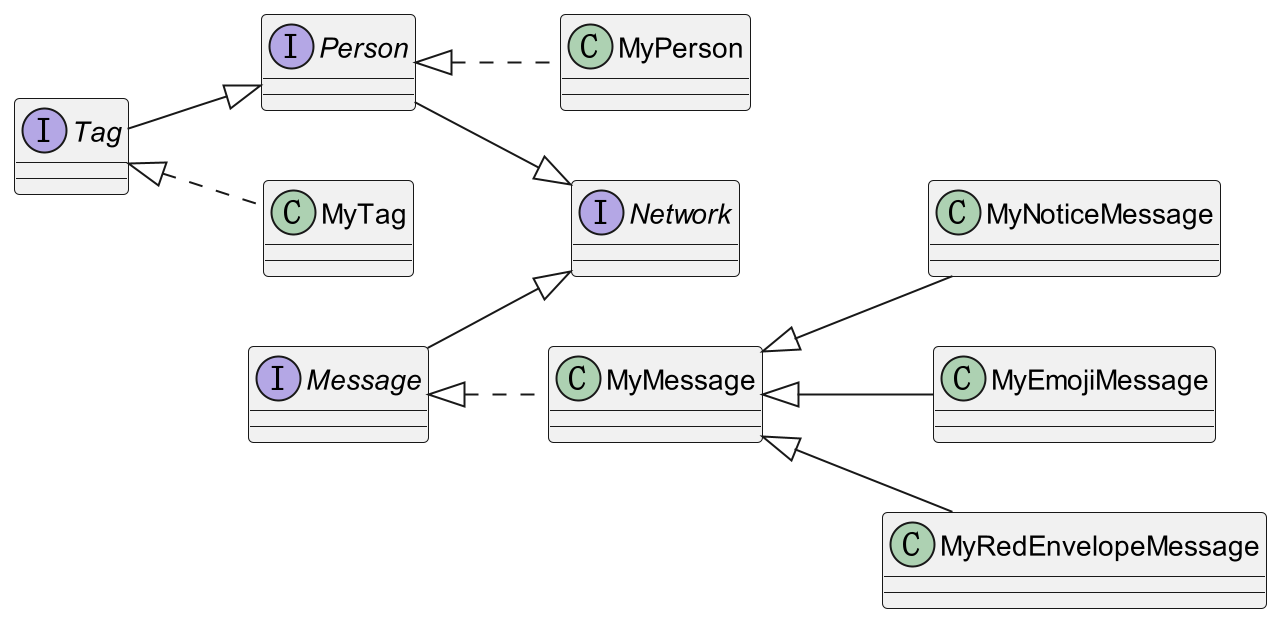 I Person
C MyPerson
I Tag
C MyTag
I Network
C MyNoticeMessage
I Message
C MyMessage
C MyEmojiMessage
C MyRedEnvelopeMessage